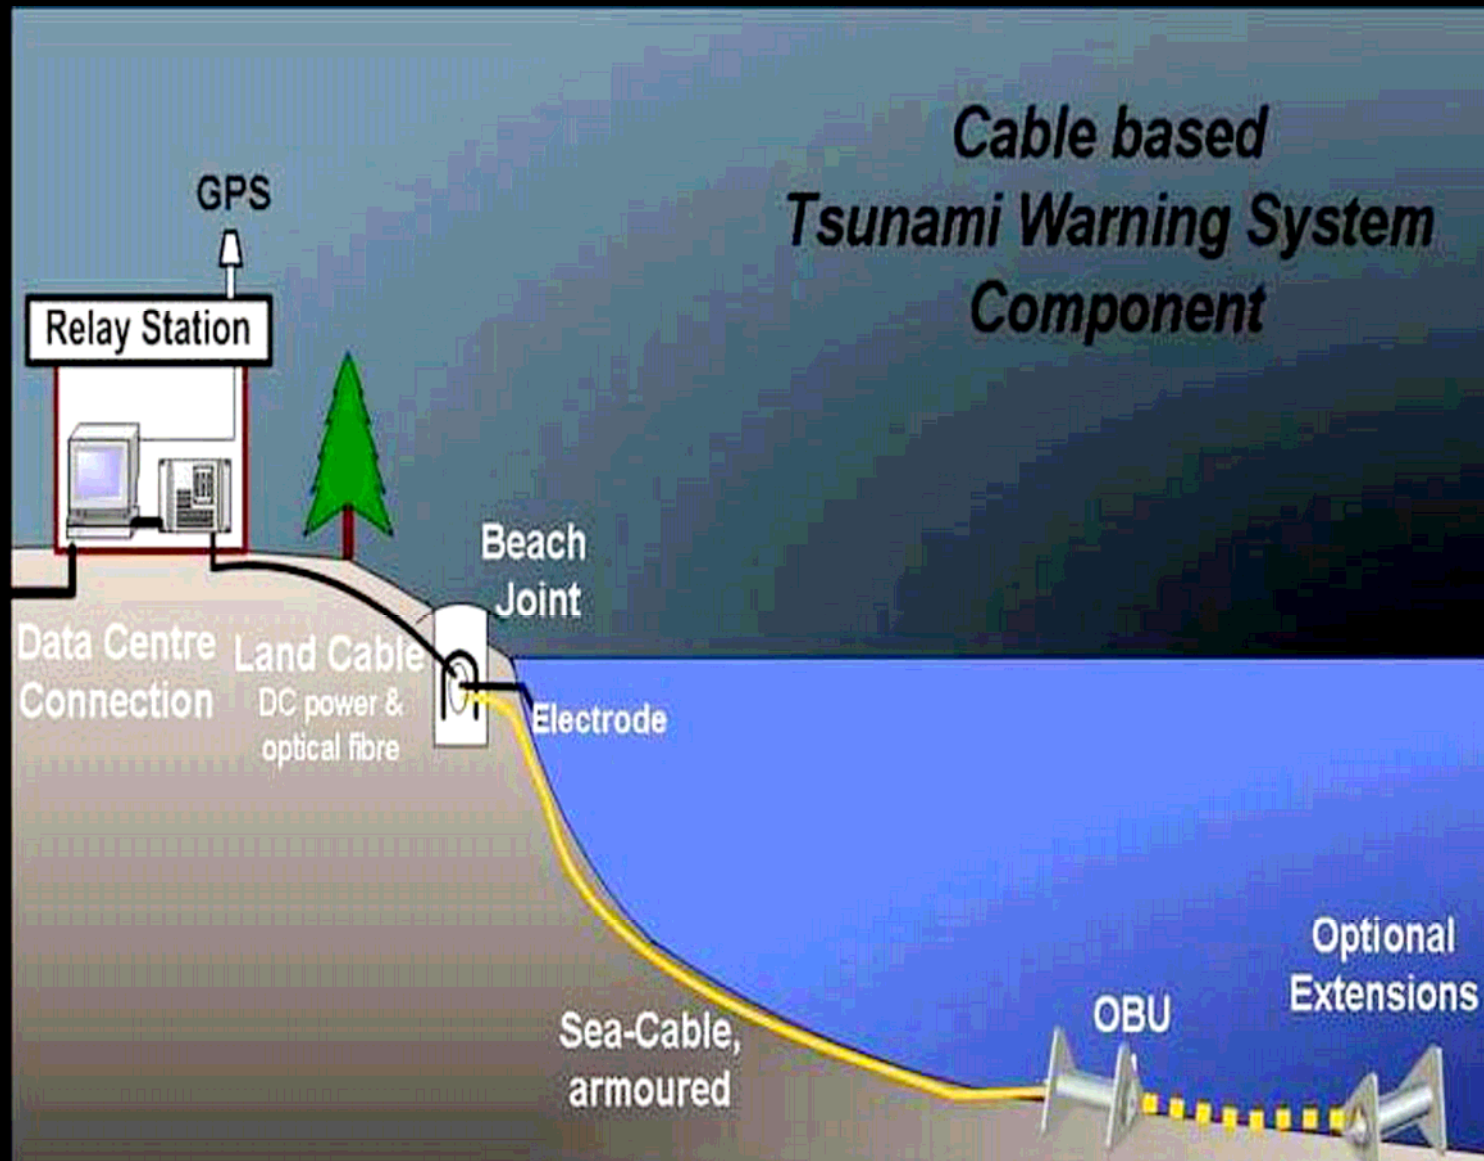 Cable based
Tsunami Warning System
Component
GPS
Relay Station
Beach
Joint
Data Centre
Connection
Land Cable
DC power &
optical fibre
Electrode
Sea-Cable,
armoured
OBU
Optional
Extensions